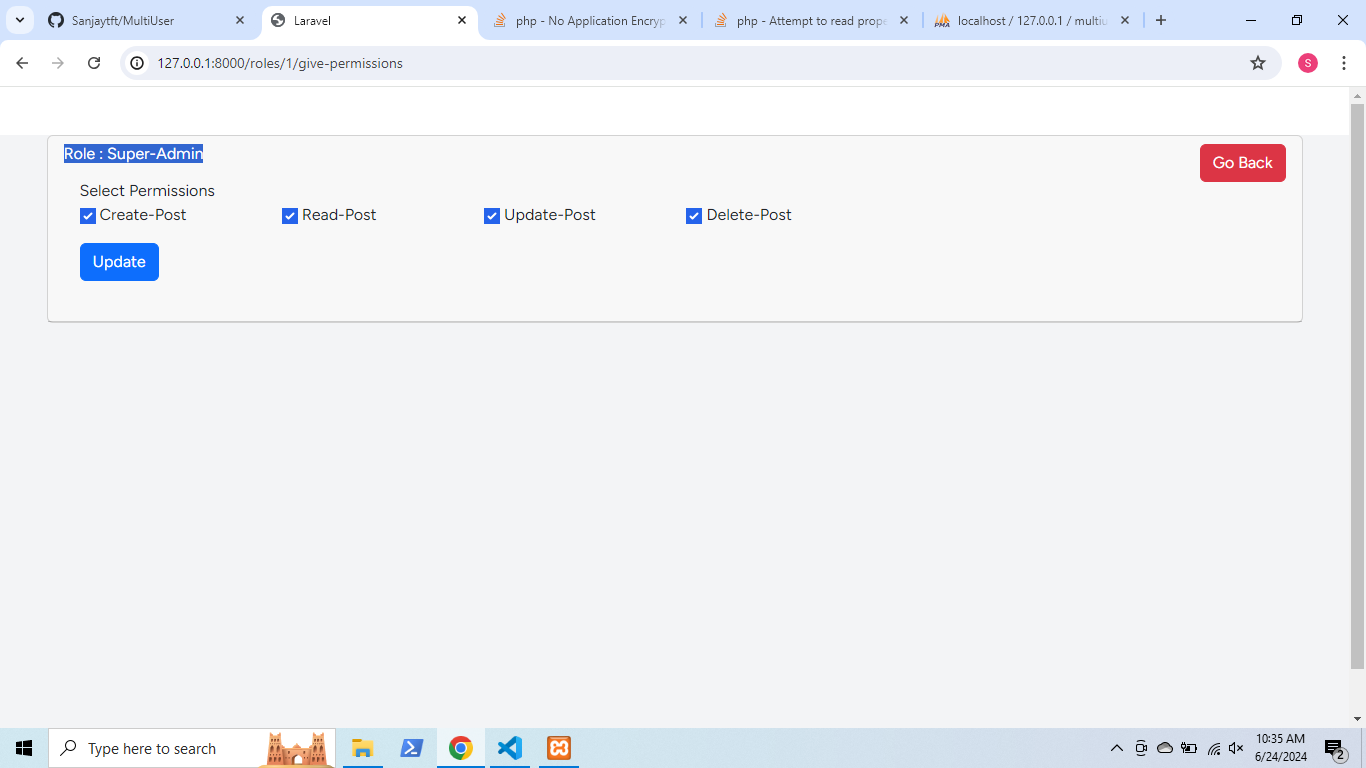 Sanjaytft/MultiUser
Laravel
php - No Application Encryp
php - Attempt to read prope
localhost / 127.0.0.1 / multiu
127.0.0.1:8000/roles/1/give-permissions
S
Role : Super-Admin
Go Back
Select Permissions
Create-Post Read-Post Update-Post Delete-Post
Update
Type here to search
10:35 AM
6/24/2024
2